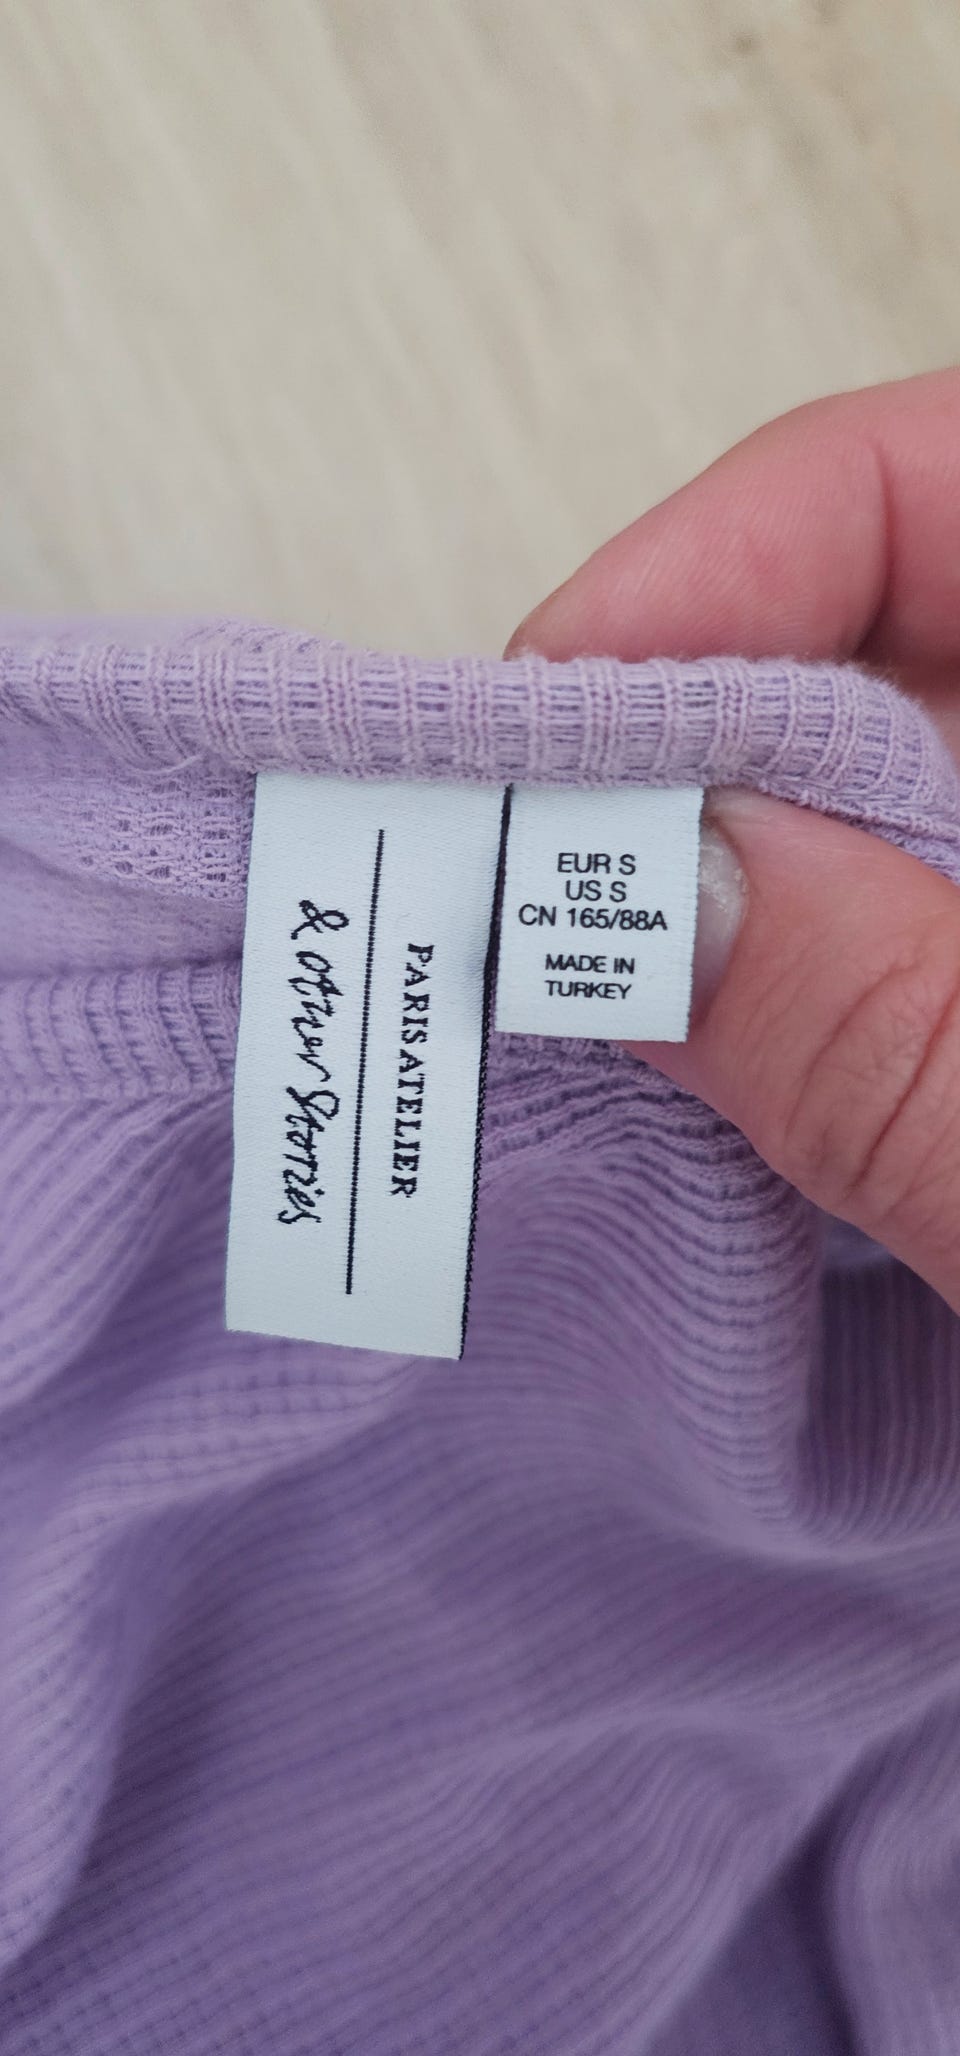 PARIS ATELIER
& Other Stories
EUR S
US S
CN 165/88A
MADE IN
TURKEY